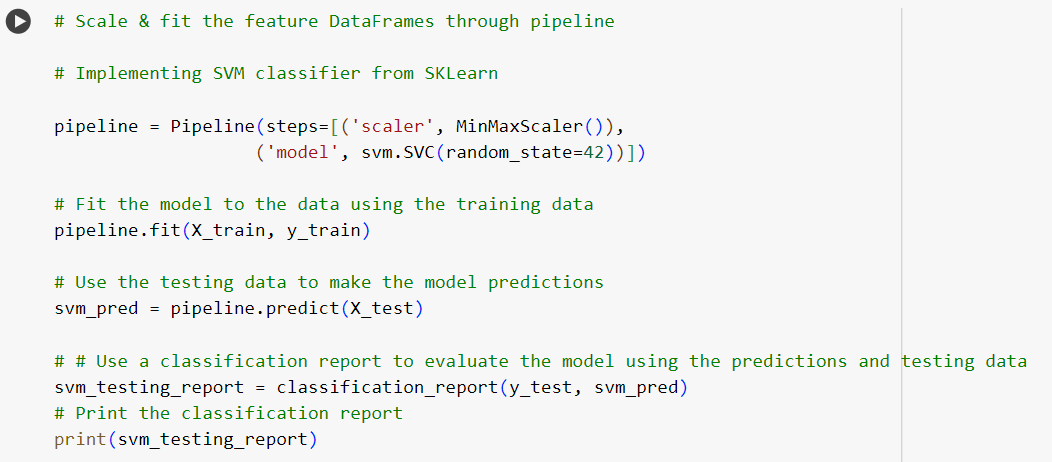 # Scale & fit the feature DataFrames through pipeline
# Implementing SVM classifier from SKLearn
pipeline = Pipeline(steps=[('scaler', MinMaxScaler()),
('model', svm.SVC(random_state=42))])
# Fit the model to the data using the training data
pipeline.fit(X_train, y_train)
# Use the testing data to make the model predictions
svm_pred = pipeline.predict(X_test)
# # Use a classification report to evaluate the model using the predictions and testing data
svm_testing_report = classification_report(y_test, svm_pred)
# Print the classification report
print(svm_testing_report)